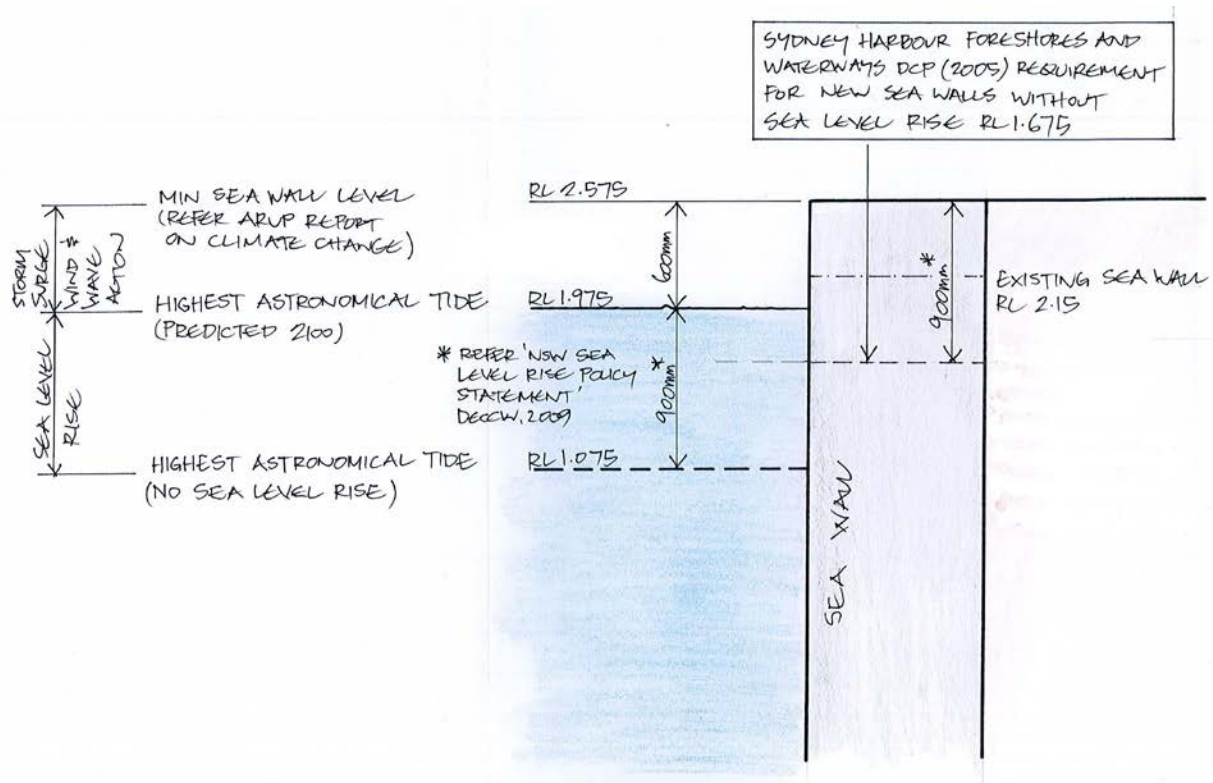 SYDNEY HARBOUR FORESHORES AND
WATERWAYS DCP (2005) REQUIREMENT
FOR NEW SEA WALLS WITHOUT
SEA LEVEL RISE RL 1.675
MIN SEA WALL LEVEL
(REFER ARUP REPORT
ON CLIMATE CHANGE)
RL 2.575
STORM
SURGE
WIND *
WAVE
ACTION
600mm
900mm *
EXISTING SEA WALL
RL 2.15
HIGHEST ASTRONOMICAL TIDE
(PREDICTED 2100)
RL 1.975
* REFER 'NSW SEA
LEVEL RISE POLICY
STATEMENT'
DECCW, 2009
900mm *
SEA LEVEL
RISE
HIGHEST ASTRONOMICAL TIDE
(NO SEA LEVEL RISE)
RL 1.075
SEA WALL